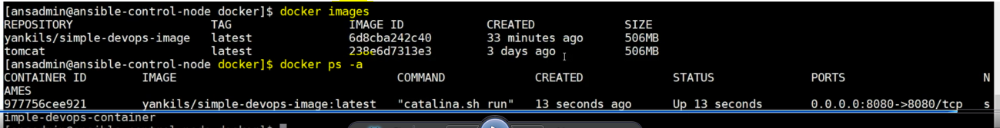 [ansadmin@ansible-control-node docker]$ docker images
REPOSITORY TAG IMAGE ID CREATED SIZE
yankils/simple-devops-image latest 6d8cba242c40 33 minutes ago 506MB
tomcat latest 238e6d7313e3 3 days ago 506MB
[ansadmin@ansible-control-node docker]$ docker ps -a
CONTAINER ID IMAGE COMMAND CREATED STATUS PORTS N
AMES
977756cee921 yankils/simple-devops-image:latest "catalina.sh run" 13 seconds ago Up 13 seconds 0.0.0.0:8080->8080/tcp s
imple-devops-container